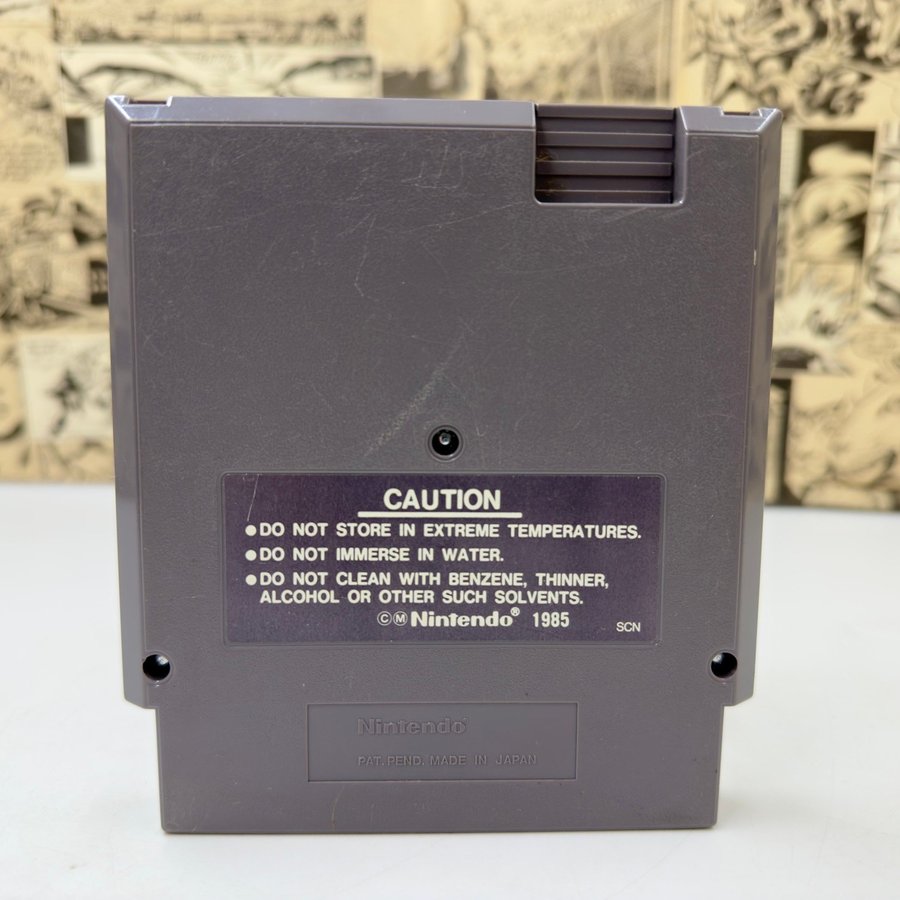 CAUTION
●DO NOT STORE IN EXTREME TEMPERATURES.
●DO NOT IMMERSE IN WATER.
●DO NOT CLEAN WITH BENZENE, THINNER,
ALCOHOL OR OTHER SUCH SOLVENTS.
ⒸⓂNintendo® 1985
SCN
Nintendo®
PAT. PEND. MADE IN JAPAN